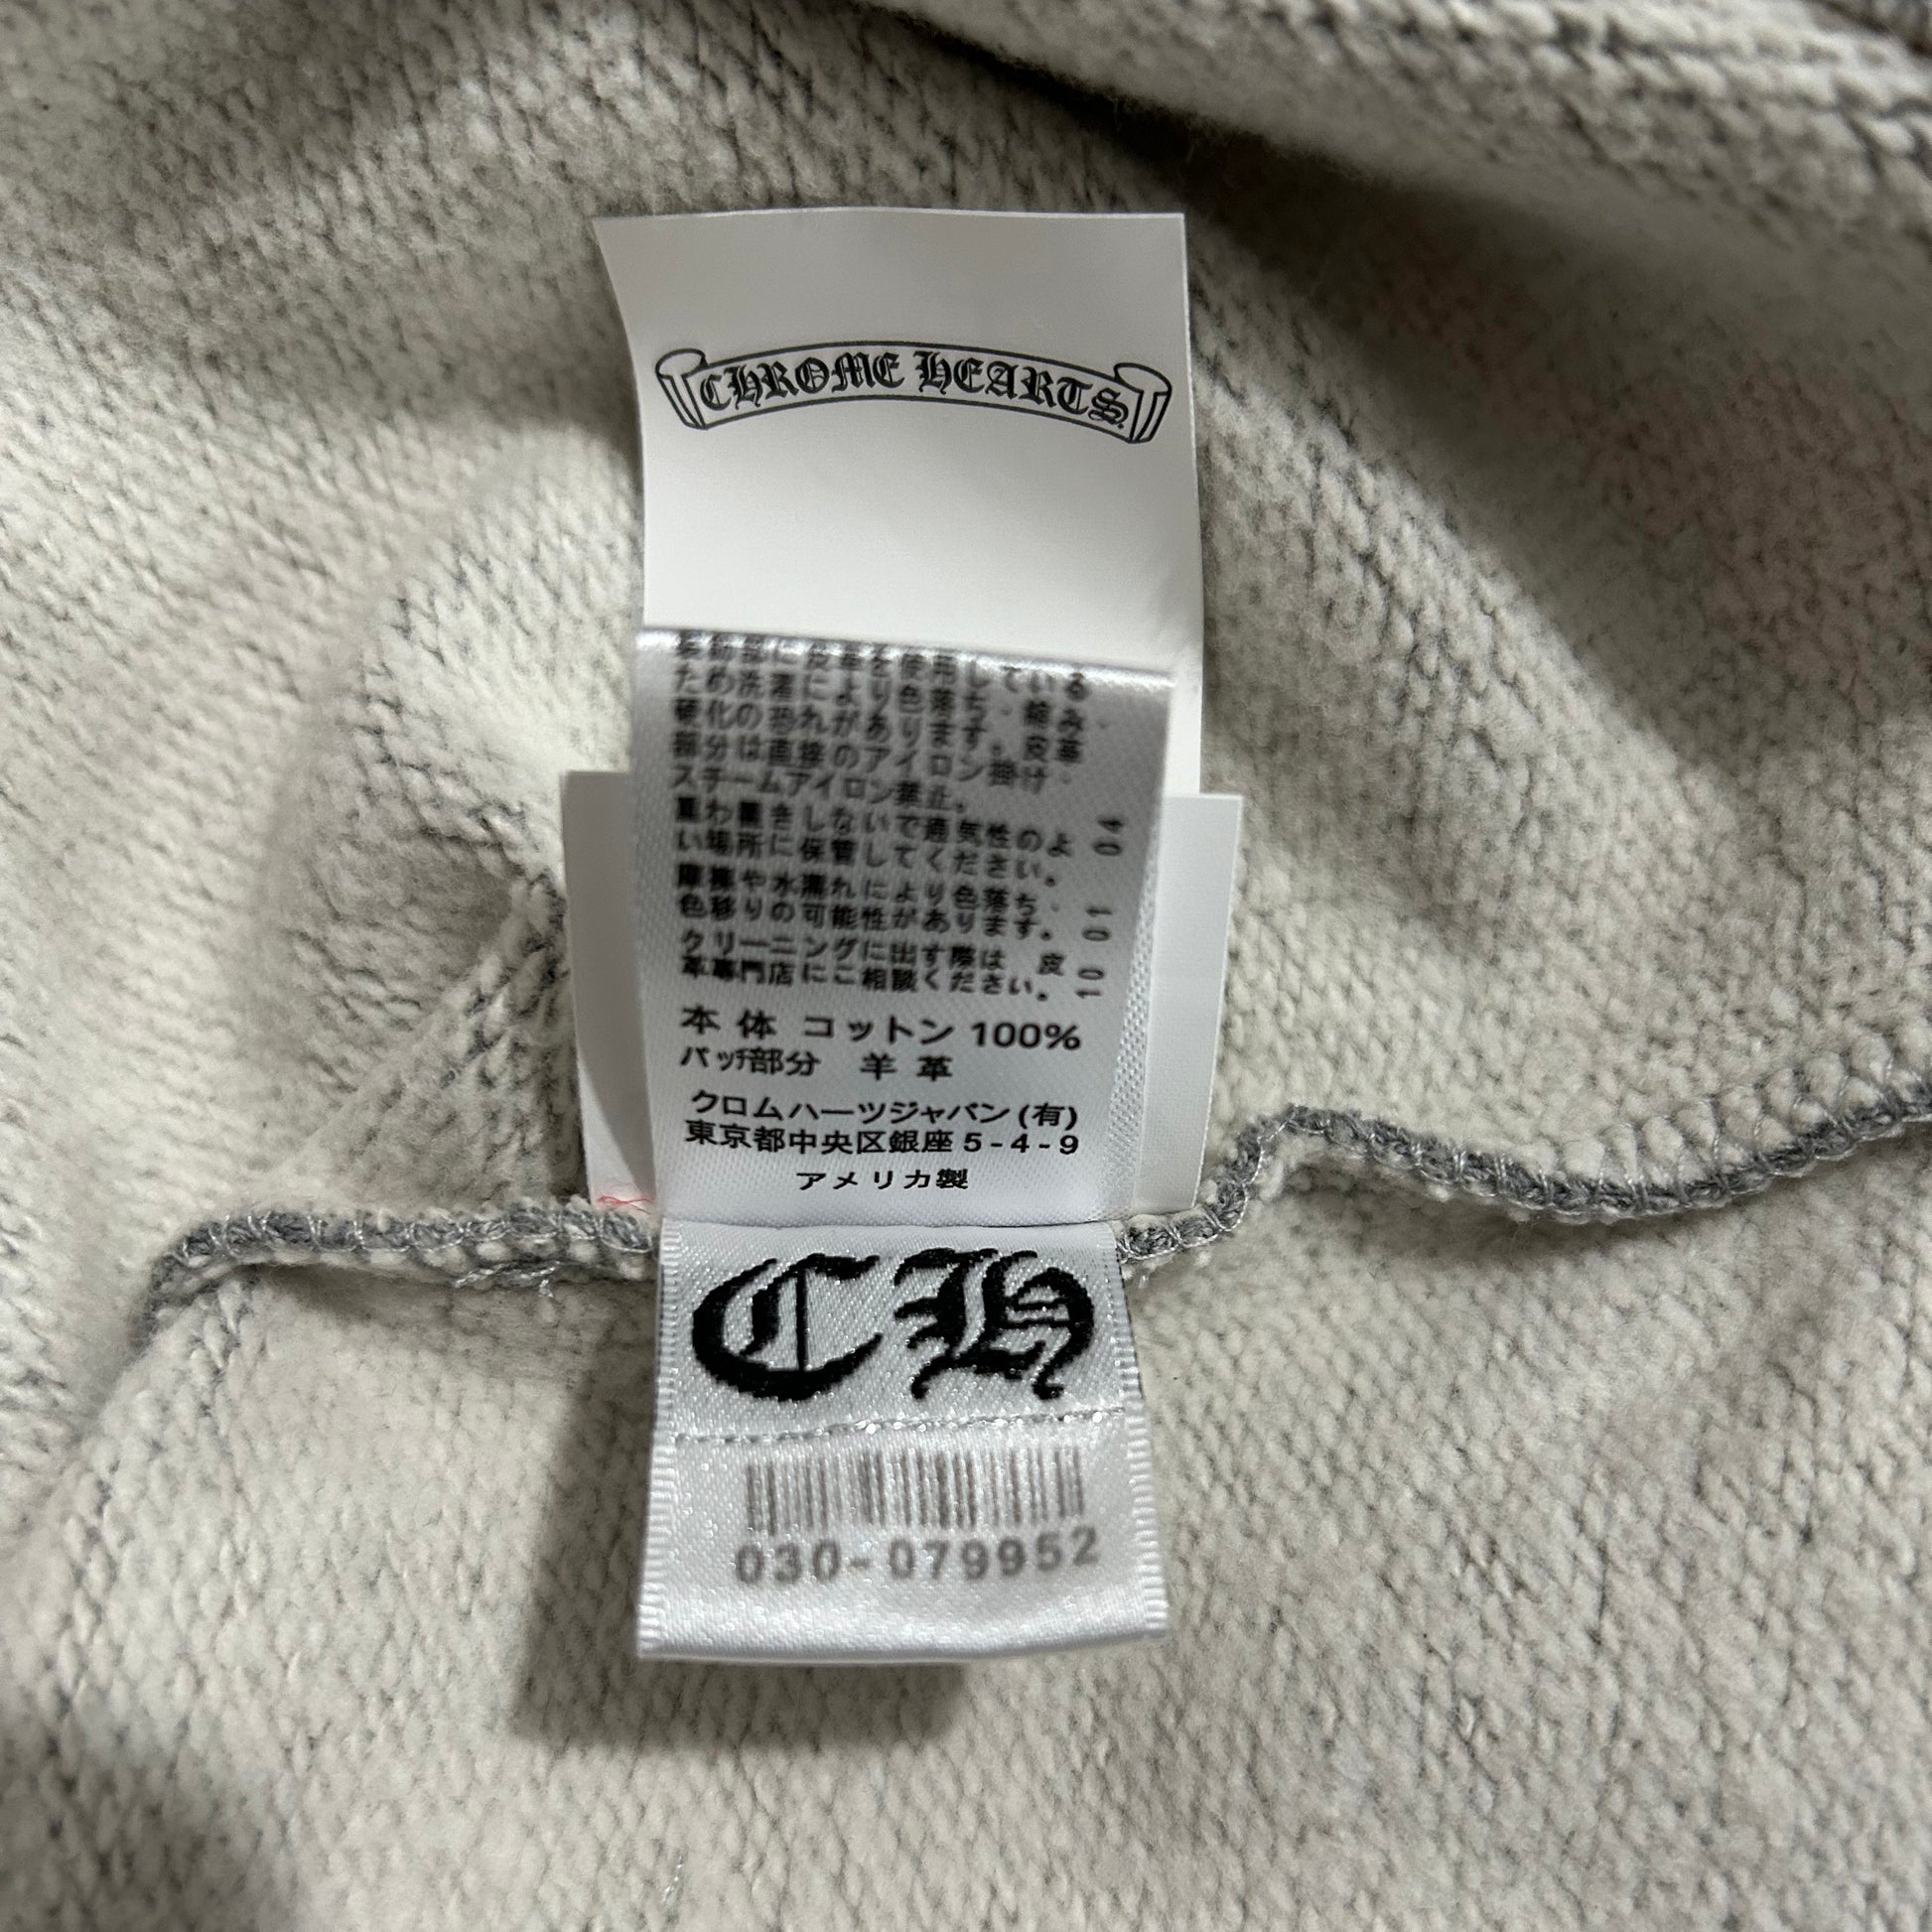 CHROME HEARTS
装飾部に皮革を使用している
ため洗濯により色落ち・縮み・
硬化の恐れがあります。皮革
部分は直接のアイロン掛け・
スチームアイロン禁止。
重ね置きしないで通気性のよ
い場所に保管してください。
摩擦や水濡れにより色落ち・
色移りの可能性があります。
クリーニングに出す際は 皮
革専門店にご相談ください。
10 01 04
本体 コットン 100%
パッチ部分 羊革
クロムハーツジャパン(有)
東京都中央区銀座5-4-9
アメリカ製
CH
030-079952